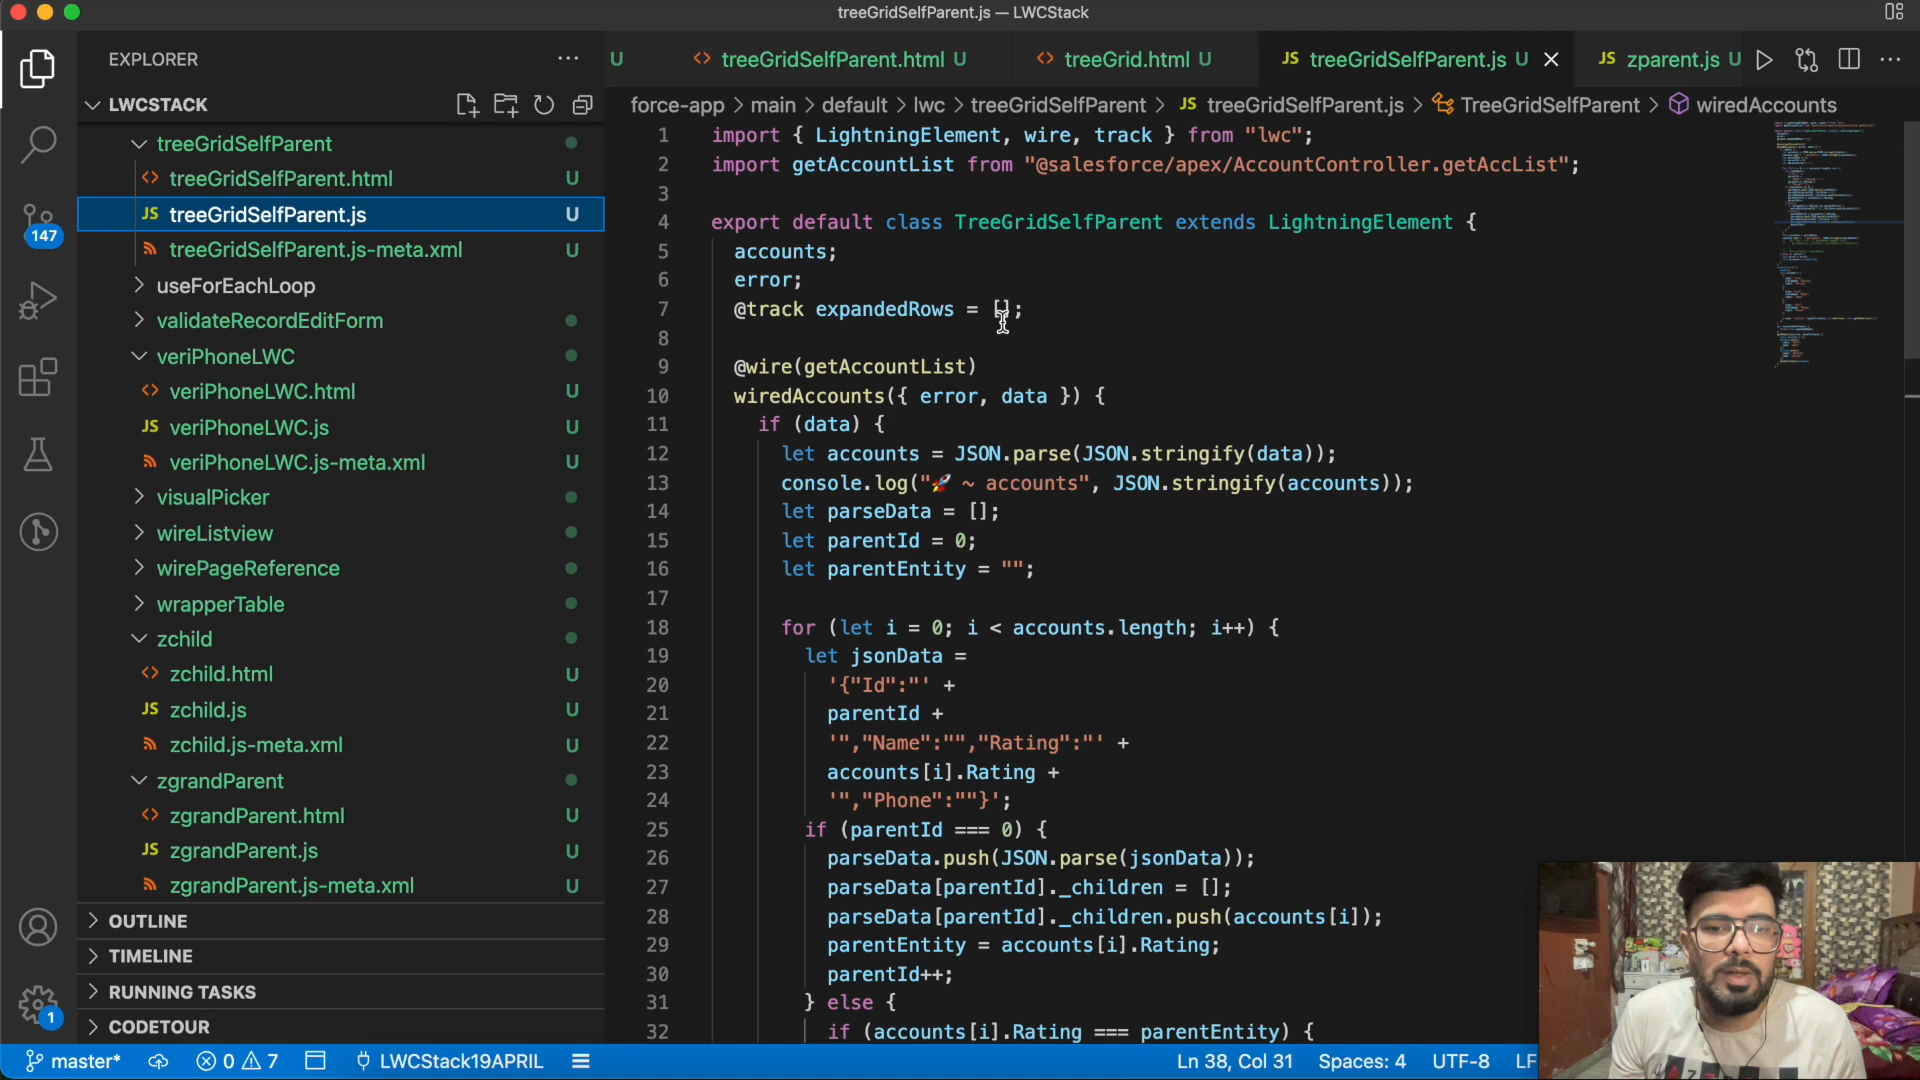 treeGridSelfParent.js — LWCStack
EXPLORER
U
treeGridSelfParent.html U
treeGrid.html U
JS treeGridSelfParent.js U
JS zparent.js U
LWCSTACK
force-app > main > default > lwc > treeGridSelfParent > JS treeGridSelfParent.js > TreeGridSelfParent > wiredAccounts
treeGridSelfParent
treeGridSelfParent.html U
JS treeGridSelfParent.js U
treeGridSelfParent.js-meta.xml U
useForEachLoop
validateRecordEditForm
veriPhoneLWC
veriPhoneLWC.html U
JS veriPhoneLWC.js U
veriPhoneLWC.js-meta.xml U
visualPicker
wireListview
wirePageReference
wrapperTable
zchild
zchild.html U
JS zchild.js U
zchild.js-meta.xml U
zgrandParent
zgrandParent.html U
JS zgrandParent.js U
zgrandParent.js-meta.xml U
OUTLINE
TIMELINE
RUNNING TASKS
CODETOUR
147
1
1 import { LightningElement, wire, track } from "lwc";
2 import getAccountList from "@salesforce/apex/AccountController.getAccList";
3
4 export default class TreeGridSelfParent extends LightningElement {
5 accounts;
6 error;
7 @track expandedRows = [];
8
9 @wire(getAccountList)
10 wiredAccounts({ error, data }) {
11 if (data) {
12 let accounts = JSON.parse(JSON.stringify(data));
13 console.log("🚀 ~ accounts", JSON.stringify(accounts));
14 let parseData = [];
15 let parentId = 0;
16 let parentEntity = "";
17
18 for (let i = 0; i < accounts.length; i++) {
19 let jsonData =
20 '{"Id":"' +
21 parentId +
22 '","Name":"","Rating":"' +
23 accounts[i].Rating +
24 '","Phone":""}';
25 if (parentId === 0) {
26 parseData.push(JSON.parse(jsonData));
27 parseData[parentId]._children = [];
28 parseData[parentId]._children.push(accounts[i]);
29 parentEntity = accounts[i].Rating;
30 parentId++;
31 } else {
32 if (accounts[i].Rating === parentEntity) {
master* 0 7 LWCStack19APRIL Ln 38, Col 31 Spaces: 4 UTF-8 LF